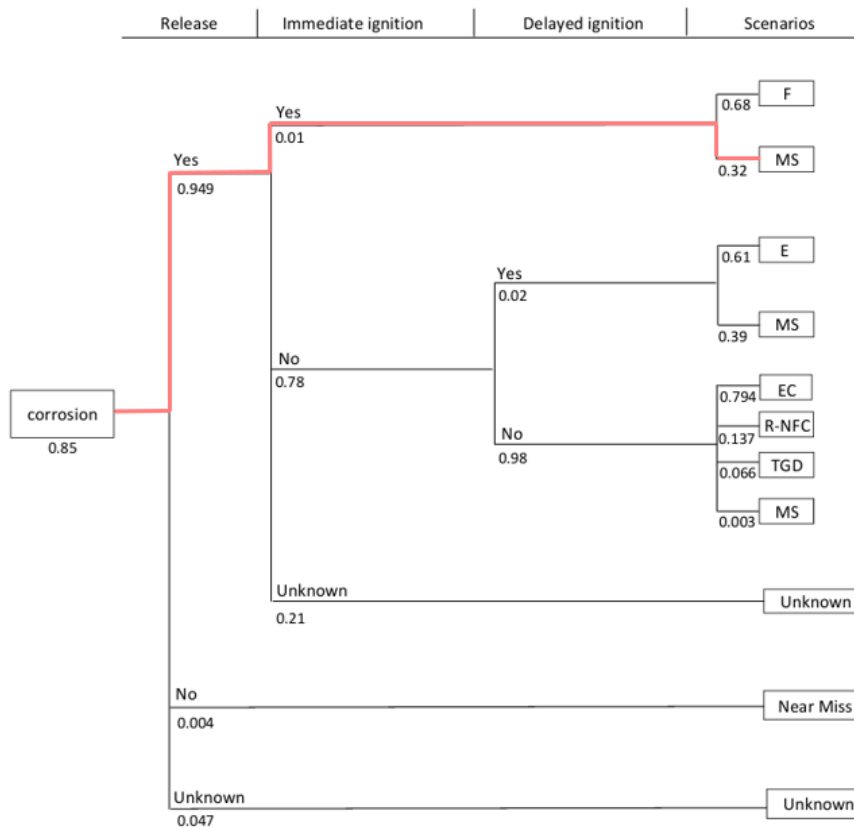 Release Immediate ignition Delayed ignition Scenarios
F
Yes 0.68
0.01
Yes MS
0.949 0.32
E
0.61
Yes
0.02
MS
0.39
No
0.78 EC
0.794
corrosion R-NFC
No 0.137
0.85 0.98 TGD
0.066
MS
0.003
Unknown Unknown
0.21
No Near Miss
0.004
Unknown Unknown
0.047